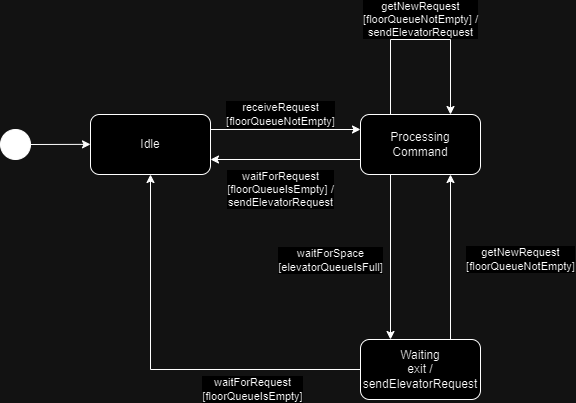 getNewRequest
[floorQueueNotEmpty] /
sendElevatorRequest
receiveRequest
[floorQueueNotEmpty]
Idle
Processing
Command
waitForRequest
[floorQueueIsEmpty] /
sendElevatorRequest
waitForSpace
[elevatorQueueIsFull]
getNewRequest
[floorQueueNotEmpty]
Waiting
exit /
sendElevatorRequest
waitForRequest
[floorQueueIsEmpty]